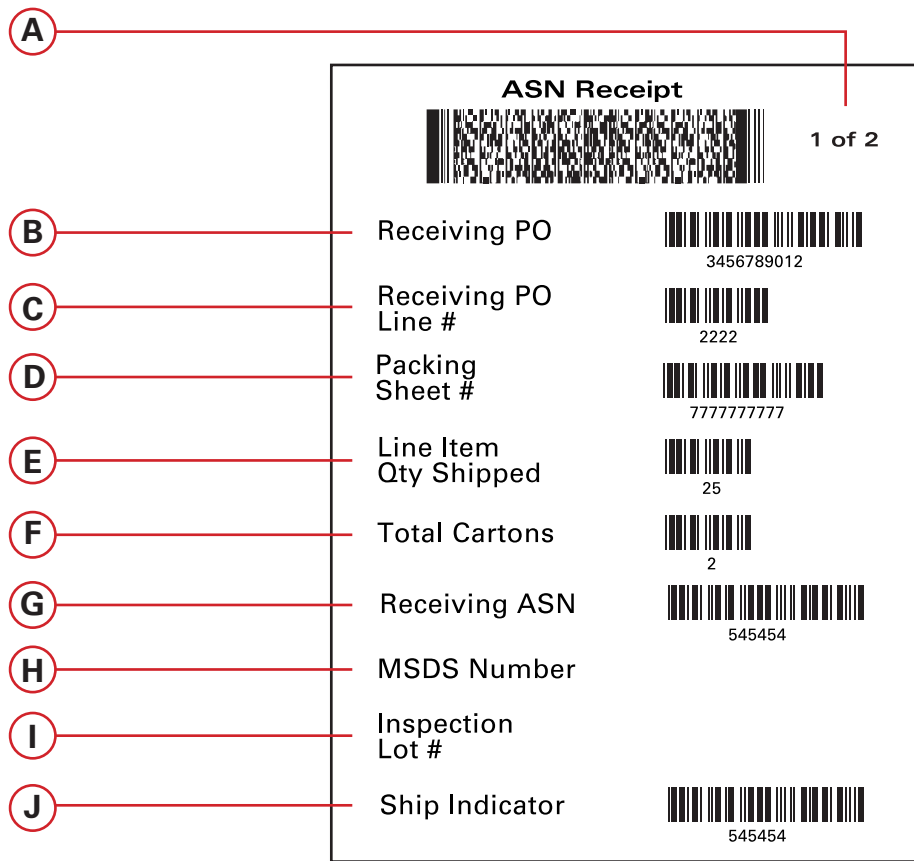 A
ASN Receipt
1 of 2
B
Receiving PO
3456789012
C
Receiving PO
Line #
2222
D
Packing
Sheet #
7777777777
E
Line Item
Qty Shipped
25
F
Total Cartons
2
G
Receiving ASN
545454
H
MSDS Number
I
Inspection
Lot #
J
Ship Indicator
545454